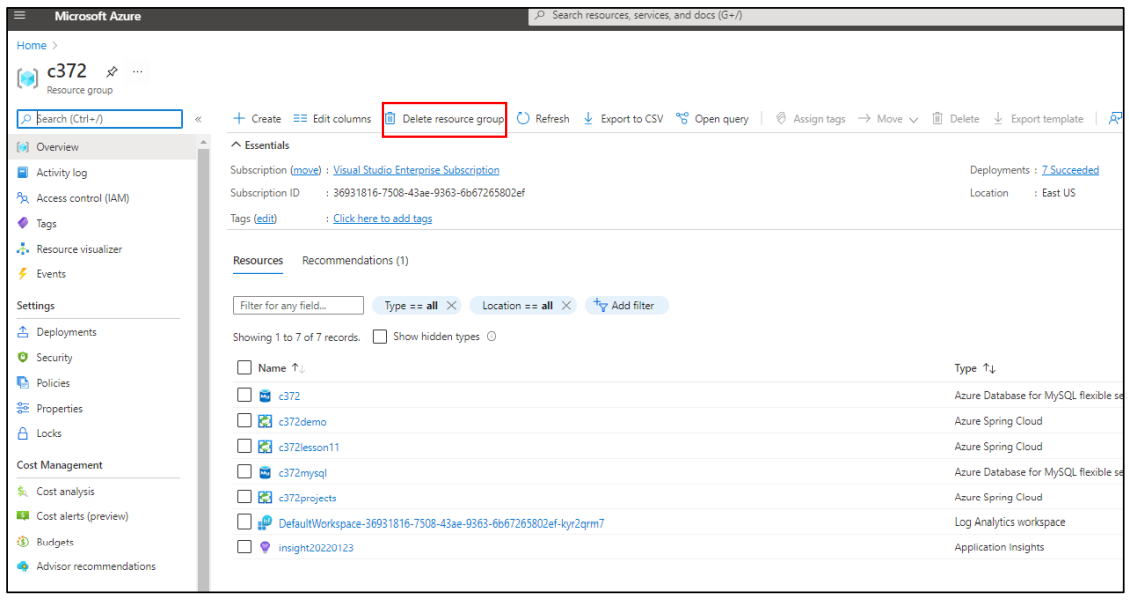 Microsoft Azure
Search resources, services, and docs (G+/)
Home >
c372
...
Resource group
Search (Ctrl+/)
«
Create
Edit columns
Delete resource group
Refresh
Export to CSV
Open query
Assign tags
Move
Delete
Export template
Overview
Activity log
Access control (IAM)
Tags
Resource visualizer
Events
Settings
Deployments
Security
Policies
Properties
Locks
Cost Management
Cost analysis
Cost alerts (preview)
Budgets
Advisor recommendations
Essentials
Subscription (move) : Visual Studio Enterprise Subscription
Deployments : 7 Succeeded
Subscription ID : 36931816-7508-43ae-9363-6b67265802ef
Location : East US
Tags (edit) : Click here to add tags
Resources Recommendations (1)
Filter for any field...
Type == all
Location == all
Add filter
Showing 1 to 7 of 7 records.
Show hidden types
Name ↑↓ Type ↑↓
c372 Azure Database for MySQL flexible se
c372demo Azure Spring Cloud
c372lesson11 Azure Spring Cloud
c372mysql Azure Database for MySQL flexible se
c372projects Azure Spring Cloud
DefaultWorkspace-36931816-7508-43ae-9363-6b67265802ef-kyr2qrm7 Log Analytics workspace
insight20220123 Application Insights